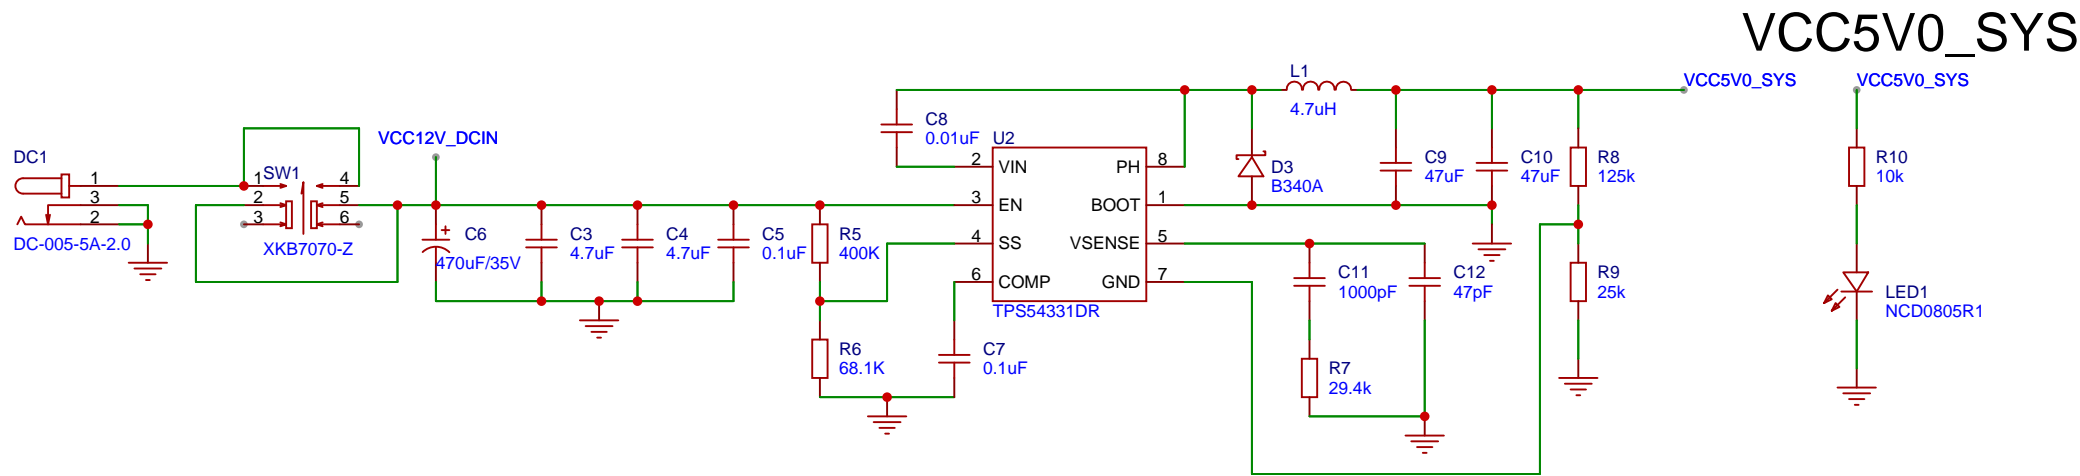 VCC5V0_SYS
DC1
1
3
2
DC-005-5A-2.0
SW1
1
2
3
4
5
6
XKB7070-Z
VCC12V_DCIN
+
C6
470uF/35V
C3
4.7uF
C4
4.7uF
C5
0.1uF
R5
400K
R6
68.1K
C7
0.1uF
C8
0.01uF
U2
2 VIN
3 EN
4 SS
6 COMP
PH 8
BOOT 1
VSENSE 5
GND 7
TPS54331DR
L1
4.7uH
D3
B340A
C9
47uF
C10
47uF
R8
125k
R9
25k
C11
1000pF
C12
47pF
R7
29.4k
VCC5V0_SYS
VCC5V0_SYS
R10
10k
LED1
NCD0805R1